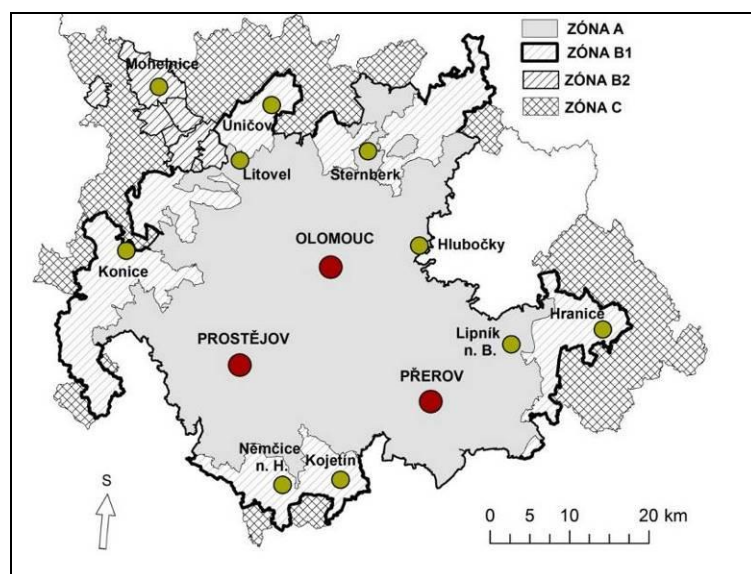 ZÓNA A
ZÓNA B1
ZÓNA B2
ZÓNA C
Mohelnice
Uničov
Šternberk
Litovel
OLOMOUC
Hlubočky
Konice
Hranice
PROSTĚJOV
Lipník
n. B.
PŘEROV
Němčice
n. H.
Kojetín
S
0 5 10 20 km